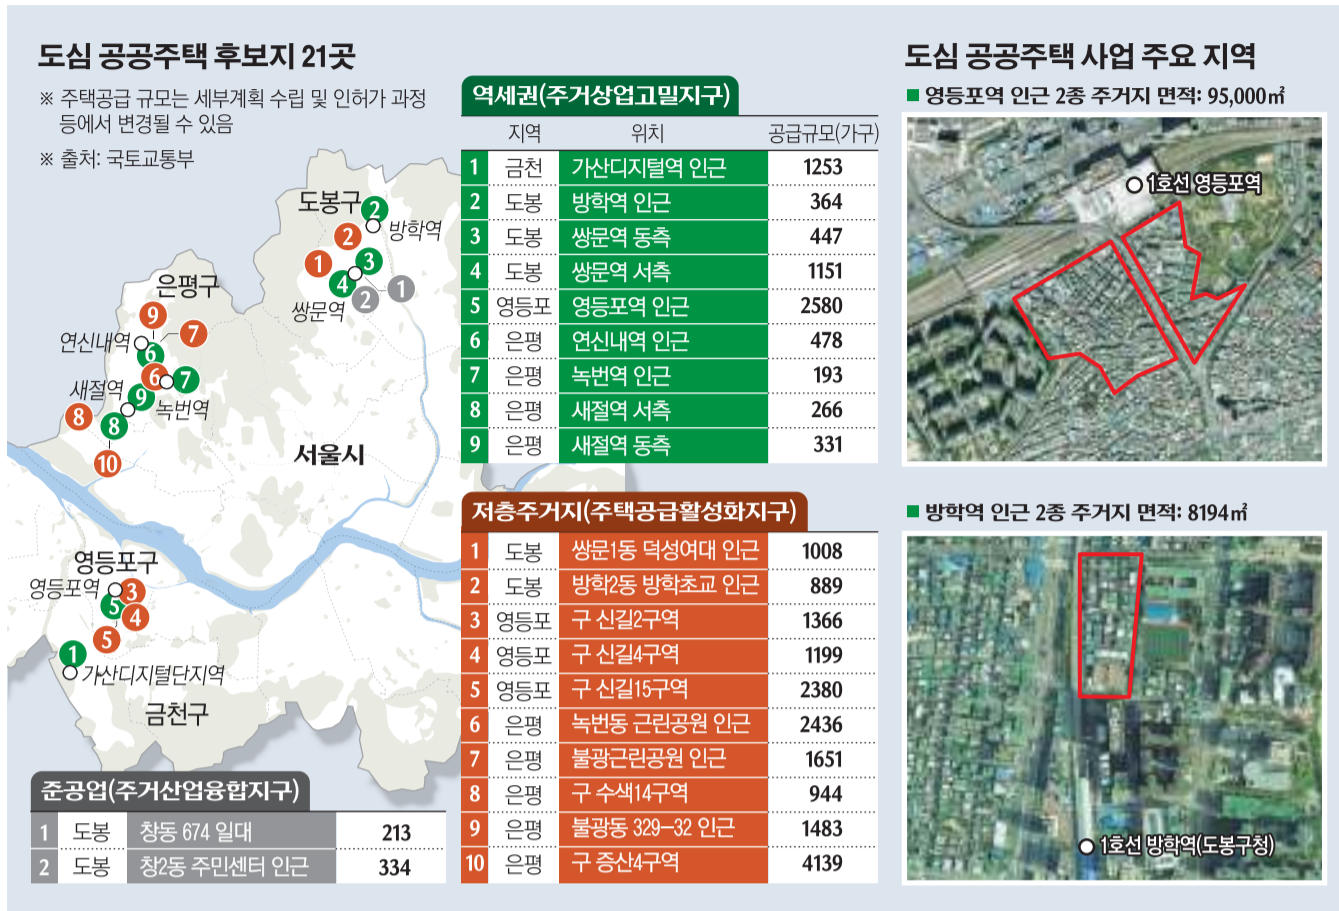 도심 공공주택 후보지 21곳
※ 주택공급 규모는 세부계획 수립 및 인허가 과정
등에서 변경될 수 있음
※ 출처: 국토교통부
도봉구
2
방학역
2
1
3
4
2
1
쌍문역
은평구
9
7
연신내역
6
6
7
새절역
9
녹번역
8
8
10
서울시
영등포구
영등포역
3
5
4
5
1
가산디지털단지역
금천구
준공업(주거산업융합지구)
1 도봉 창동 674 일대 213
2 도봉 창2동 주민센터 인근 334
역세권(주거상업고밀지구)
지역 위치 공급규모(가구)
1 금천 가산디지털역 인근 1253
2 도봉 방학역 인근 364
3 도봉 쌍문역 동측 447
4 도봉 쌍문역 서측 1151
5 영등포 영등포역 인근 2580
6 은평 연신내역 인근 478
7 은평 녹번역 인근 193
8 은평 새절역 서측 266
9 은평 새절역 동측 331
저층주거지(주택공급활성화지구)
1 도봉 쌍문1동 덕성여대 인근 1008
2 도봉 방학2동 방학초교 인근 889
3 영등포 구 신길2구역 1366
4 영등포 구 신길4구역 1199
5 영등포 구 신길15구역 2380
6 은평 녹번동 근린공원 인근 2436
7 은평 불광근린공원 인근 1651
8 은평 구 수색14구역 944
9 은평 불광동 329-32 인근 1483
10 은평 구 증산4구역 4139
도심 공공주택 사업 주요 지역
■ 영등포역 인근 2종 주거지 면적: 95,000㎡
1호선 영등포역
■ 방학역 인근 2종 주거지 면적: 8194㎡
1호선 방학역(도봉구청)